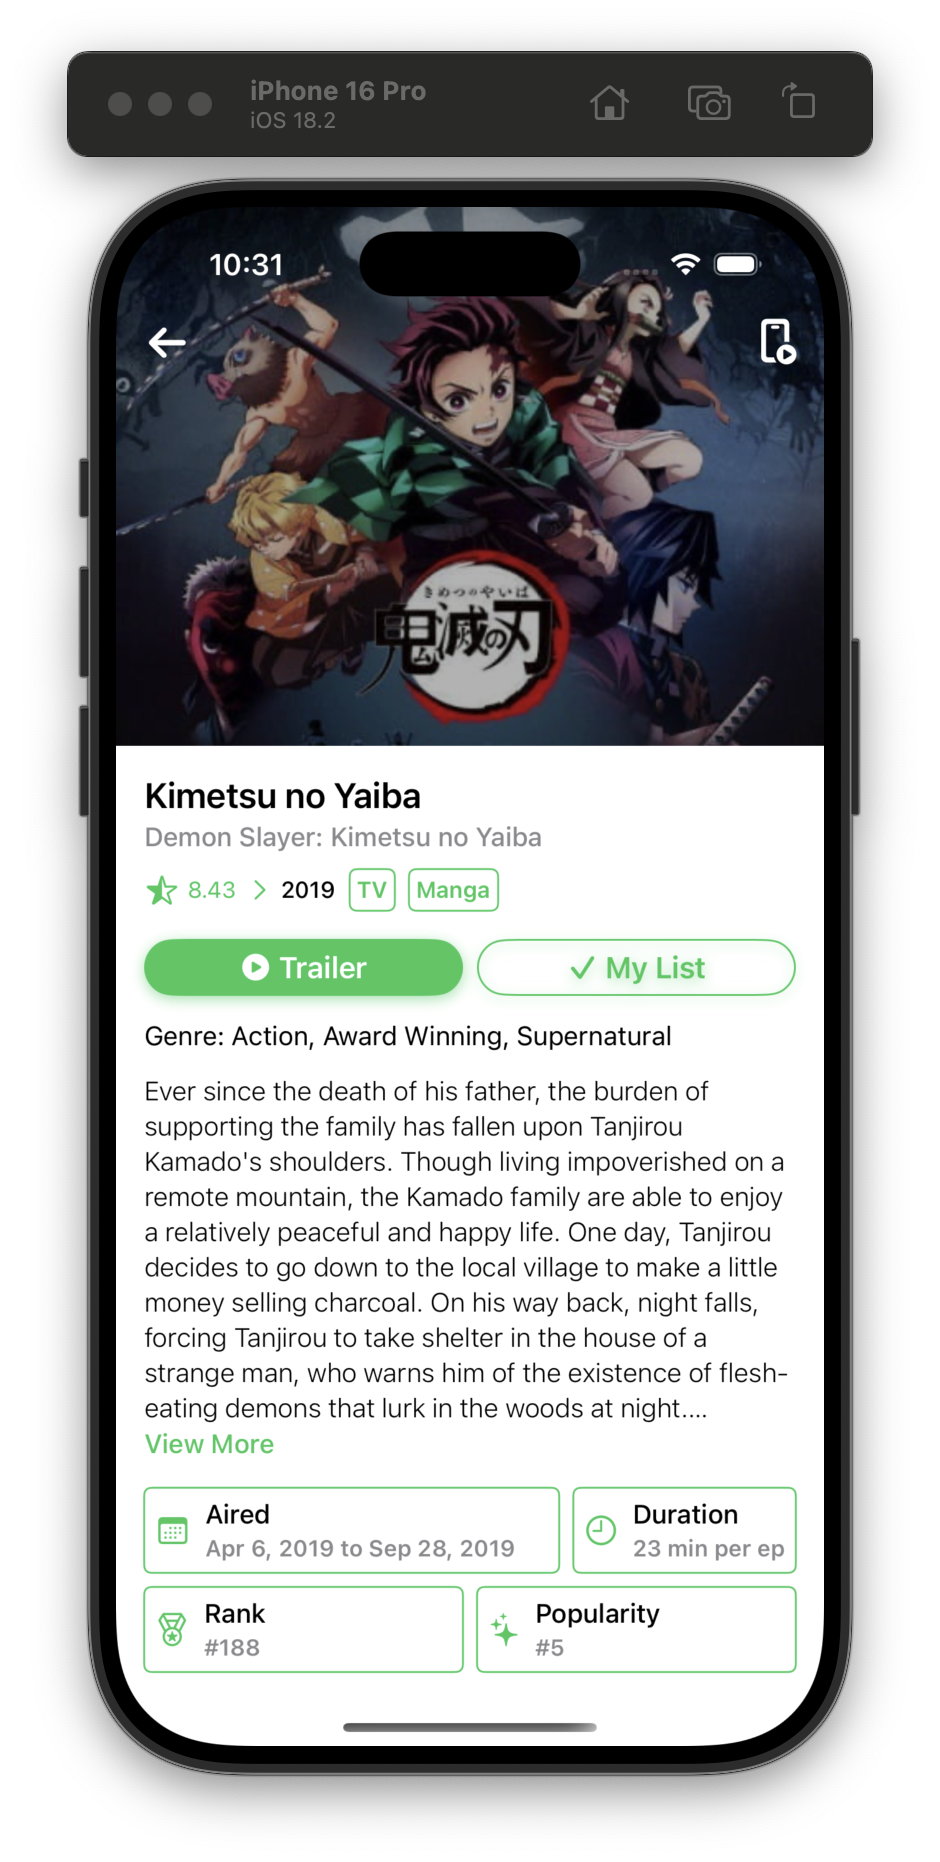 iPhone 16 Pro
iOS 18.2
10:31
きめつのやいば
鬼滅の刃
Kimetsu no Yaiba
Demon Slayer: Kimetsu no Yaiba
8.43 2019 TV Manga
Trailer My List
Genre: Action, Award Winning, Supernatural
Ever since the death of his father, the burden of
supporting the family has fallen upon Tanjirou
Kamado's shoulders. Though living impoverished on a
remote mountain, the Kamado family are able to enjoy
a relatively peaceful and happy life. One day, Tanjirou
decides to go down to the local village to make a little
money selling charcoal. On his way back, night falls,
forcing Tanjirou to take shelter in the house of a
strange man, who warns him of the existence of flesh-
eating demons that lurk in the woods at night....
View More
Aired Duration
Apr 6, 2019 to Sep 28, 2019 23 min per ep
Rank Popularity
#188 #5